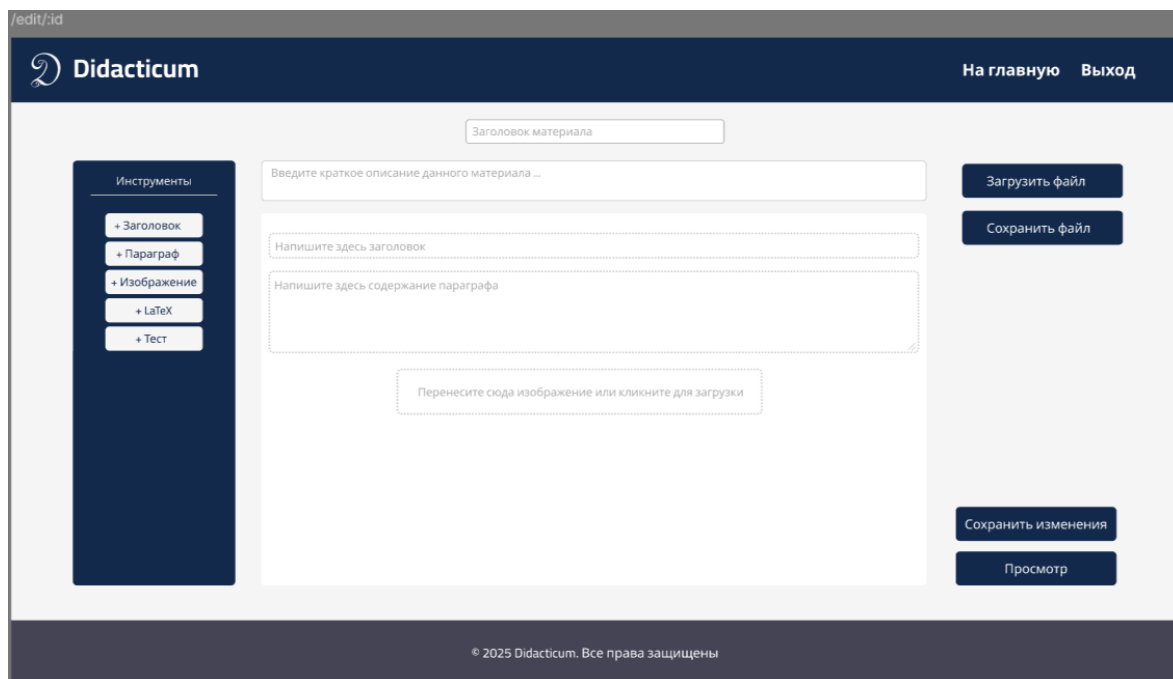 /edit/:id
Didacticum
На главную Выход
Заголовок материала
Инструменты
+ Заголовок
+ Параграф
+ Изображение
+ LaTeX
+ Тест
Введите краткое описание данного материала ...
Напишите здесь заголовок
Напишите здесь содержание параграфа
Перенесите сюда изображение или кликните для загрузки
Загрузить файл
Сохранить файл
Сохранить изменения
Просмотр
© 2025 Didacticum. Все права защищены